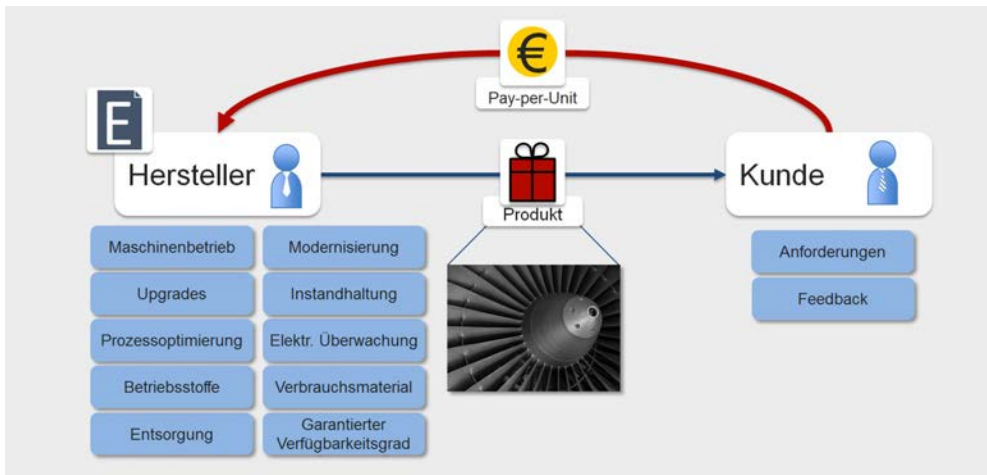 €
Pay-per-Unit
E
Hersteller
Kunde
Produkt
Maschinenbetrieb
Modernisierung
Upgrades
Instandhaltung
Prozessoptimierung
Elektr. Überwachung
Betriebsstoffe
Verbrauchsmaterial
Entsorgung
Garantierter
Verfügbarkeitsgrad
Anforderungen
Feedback